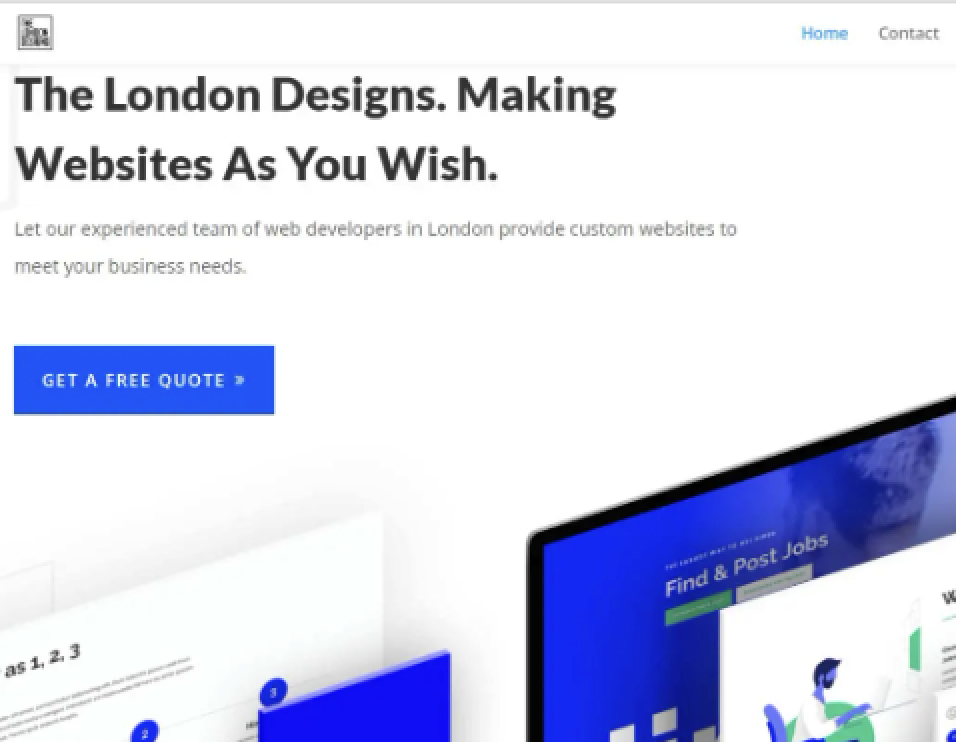 Home Contact
The London Designs. Making
Websites As You Wish.
Let our experienced team of web developers in London provide custom websites to
meet your business needs.
GET A FREE QUOTE »
Find & Post Jobs
as 1, 2, 3
3
2
W